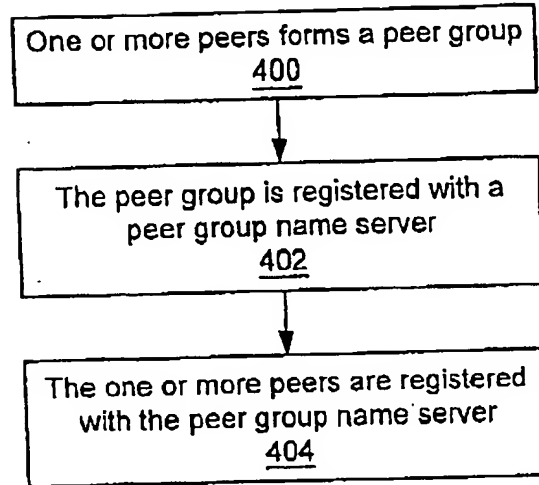 One or more peers forms a peer group
400
The peer group is registered with a
peer group name server
402
The one or more peers are registered
with the peer group name server
404